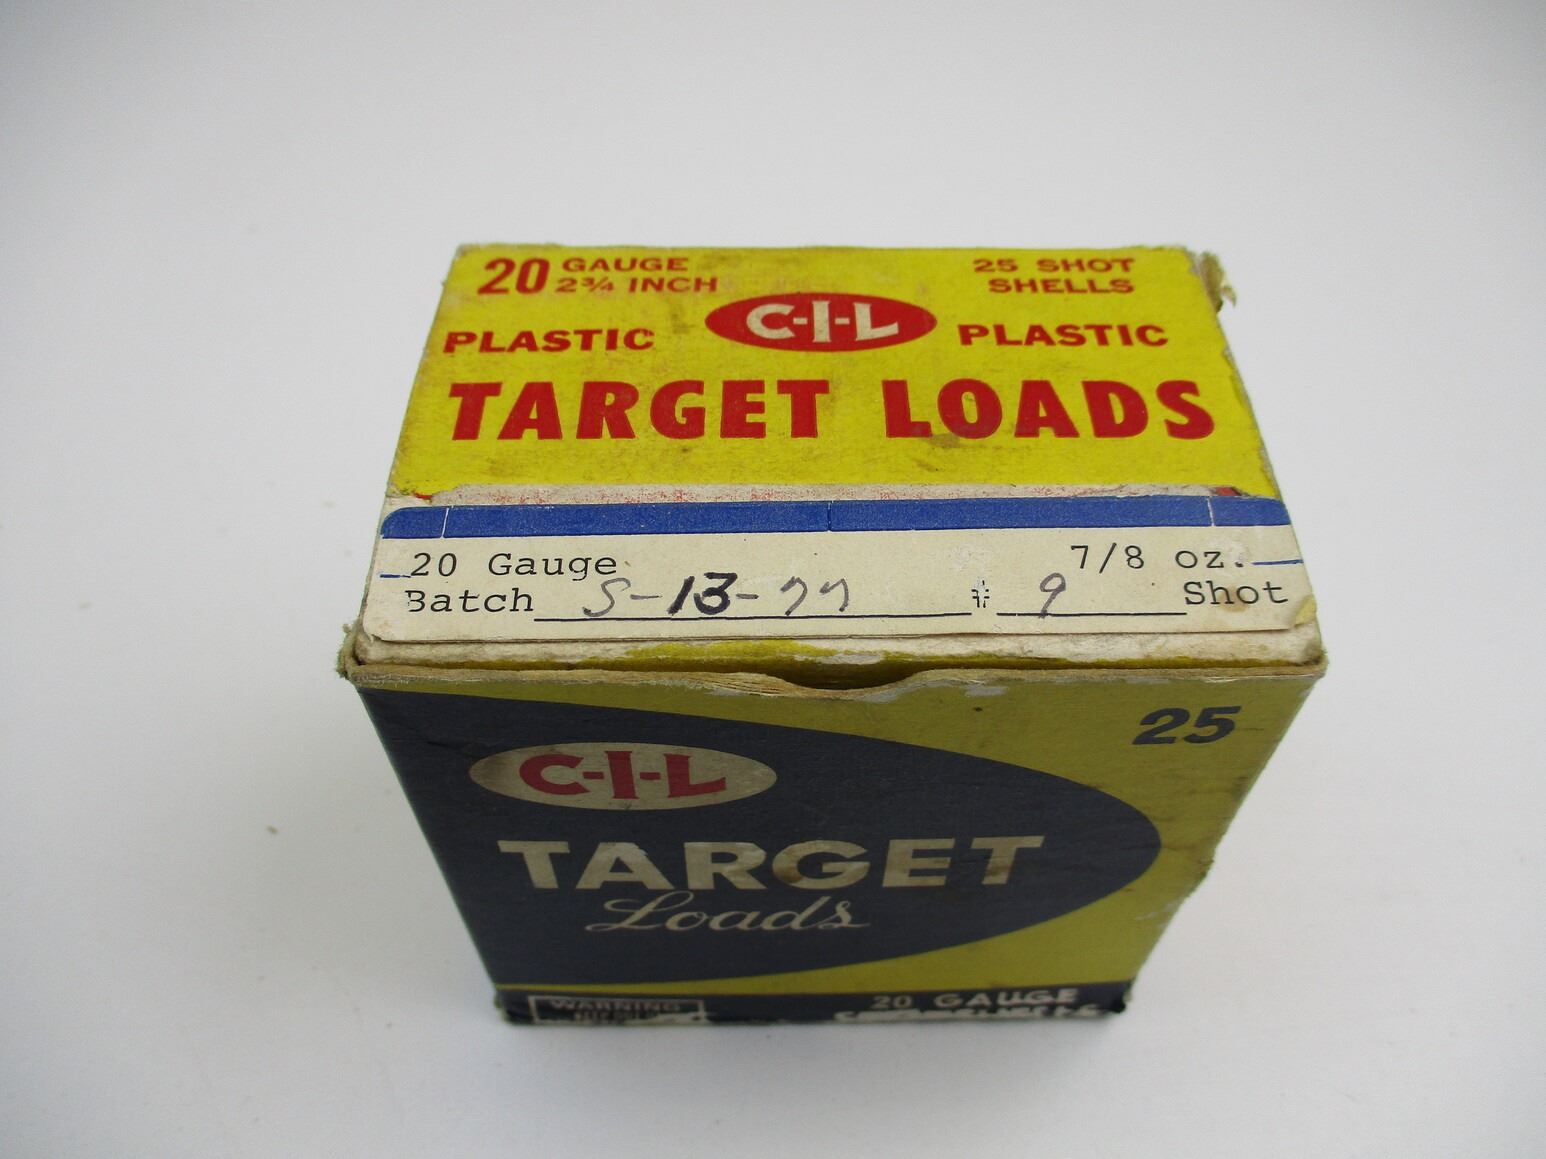 20 GAUGE 2¾ INCH
25 SHOT SHELLS
C-I-L
PLASTIC PLASTIC
TARGET LOADS
20 Gauge 7/8 oz.
Batch S-13-77 # 9 Shot
25
C-I-L
TARGET
Loads
WARNING
20 GAUGE